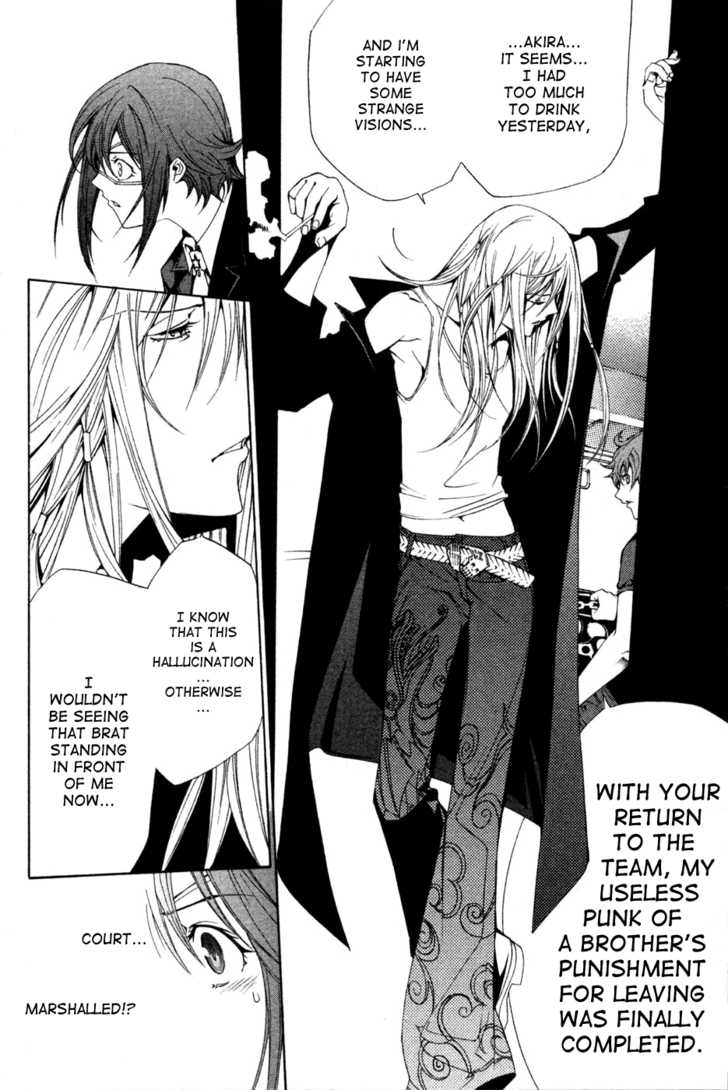 ...AKIRA...
IT SEEMS...
I HAD
TOO MUCH
TO DRINK
YESTERDAY,
AND I'M
STARTING
TO HAVE
SOME
STRANGE
VISIONS...
I KNOW
THAT THIS
IS A
HALLUCINATION
...
OTHERWISE
...
I
WOULDN'T
BE SEEING
THAT BRAT
STANDING
IN FRONT
OF ME
NOW...
WITH YOUR
RETURN
TO THE
TEAM, MY
USELESS
PUNK OF
A BROTHER'S
PUNISHMENT
FOR LEAVING
WAS FINALLY
COMPLETED.
COURT...
MARSHALLED!?